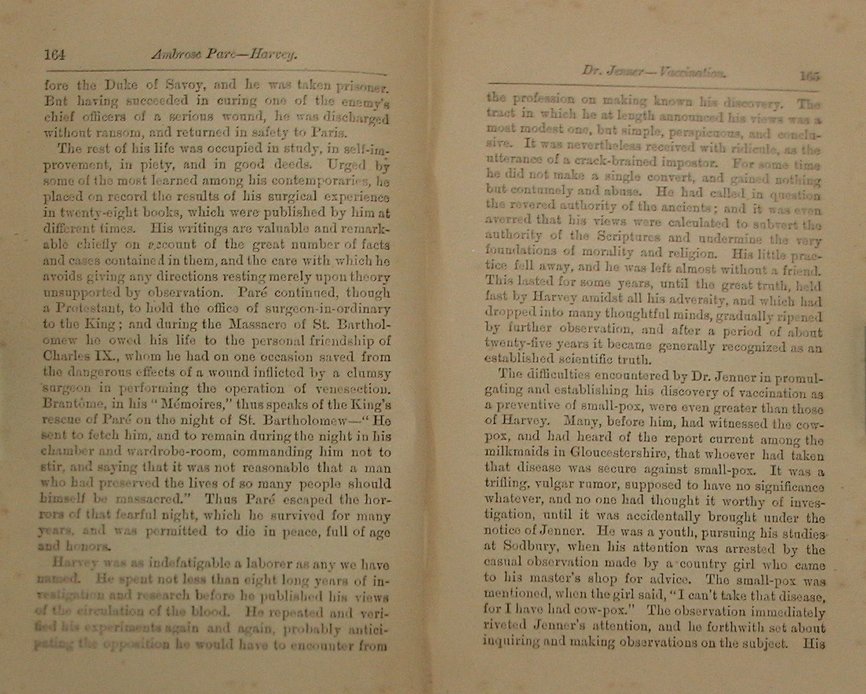 164 Ambrose Paré—Harvey.
fore the Duke of Savoy, and he was taken prisoner.
But having succeeded in curing one of the enemy's
chief officers of a serious wound, he was discharged
without ransom, and returned in safety to Paris.
The rest of his life was occupied in study, in self-im-
provement, in piety, and in good deeds. Urged by
some of the most learned among his contemporaries, he
placed on record the results of his surgical experience
in twenty-eight books, which were published by him at
different times. His writings are valuable and remark-
able chiefly on account of the great number of facts
and cases contained in them, and the care with which he
avoids giving any directions resting merely upon theory
unsupported by observation. Paré continued, though
a Protestant, to hold the office of surgeon-in-ordinary
to the King; and during the Massacre of St. Barthol-
omew he owed his life to the personal friendship of
Charles IX., whom he had on one occasion saved from
the dangerous effects of a wound inflicted by a clumsy
surgeon in performing the operation of venesection.
Brantôme, in his "Mémoires," thus speaks of the King's
rescue of Paré on the night of St. Bartholomew—"He
sent to fetch him, and to remain during the night in his
chamber and wardrobe-room, commanding him not to
stir, and saying that it was not reasonable that a man
who had preserved the lives of so many people should
himself be massacred." Thus Paré escaped the hor-
rors of that fearful night, which he survived for many
years, and was permitted to die in peace, full of age
and honors.
Harvey was as indefatigable a laborer as any we have
named. He spent not less than eight long years of in-
vestigation and research before he published his views
of the circulation of the blood. He repeated and veri-
fied his experiments again and again, probably antici-
pating the opposition he would have to encounter from
Dr. Jenner—Vaccination. 165
the profession on making known his discovery. The
tract in which he at length announced his views was a
most modest one, but simple, perspicuous, and conclu-
sive. It was nevertheless received with ridicule, as the
utterance of a crack-brained impostor. For some time
he did not make a single convert, and gained nothing
but contumely and abuse. He had called in question
the revered authority of the ancients; and it was even
averred that his views were calculated to subvert the
authority of the Scriptures and undermine the very
foundations of morality and religion. His little prac-
tice fell away, and he was left almost without a friend.
This lasted for some years, until the great truth, held
fast by Harvey amidst all his adversity, and which had
dropped into many thoughtful minds, gradually ripened
by further observation, and after a period of about
twenty-five years it became generally recognized as an
established scientific truth.
The difficulties encountered by Dr. Jenner in promul-
gating and establishing his discovery of vaccination as
a preventive of small-pox, were even greater than those
of Harvey. Many, before him, had witnessed the cow-
pox, and had heard of the report current among the
milkmaids in Gloucestershire, that whoever had taken
that disease was secure against small-pox. It was a
trifling, vulgar rumor, supposed to have no significance
whatever, and no one had thought it worthy of inves-
tigation, until it was accidentally brought under the
notice of Jenner. He was a youth, pursuing his studies
at Sodbury, when his attention was arrested by the
casual observation made by a country girl who came
to his master's shop for advice. The small-pox was
mentioned, when the girl said, "I can't take that disease,
for I have had cow-pox." The observation immediately
riveted Jenner's attention, and he forthwith set about
inquiring and making observations on the subject. His